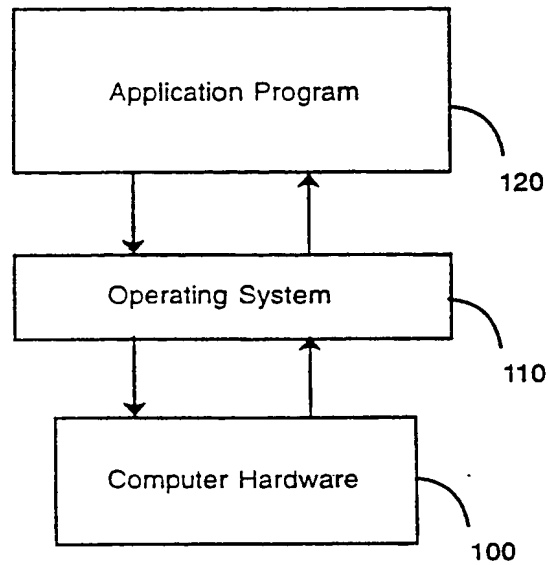 Application Program
120
Operating System
110
Computer Hardware
100